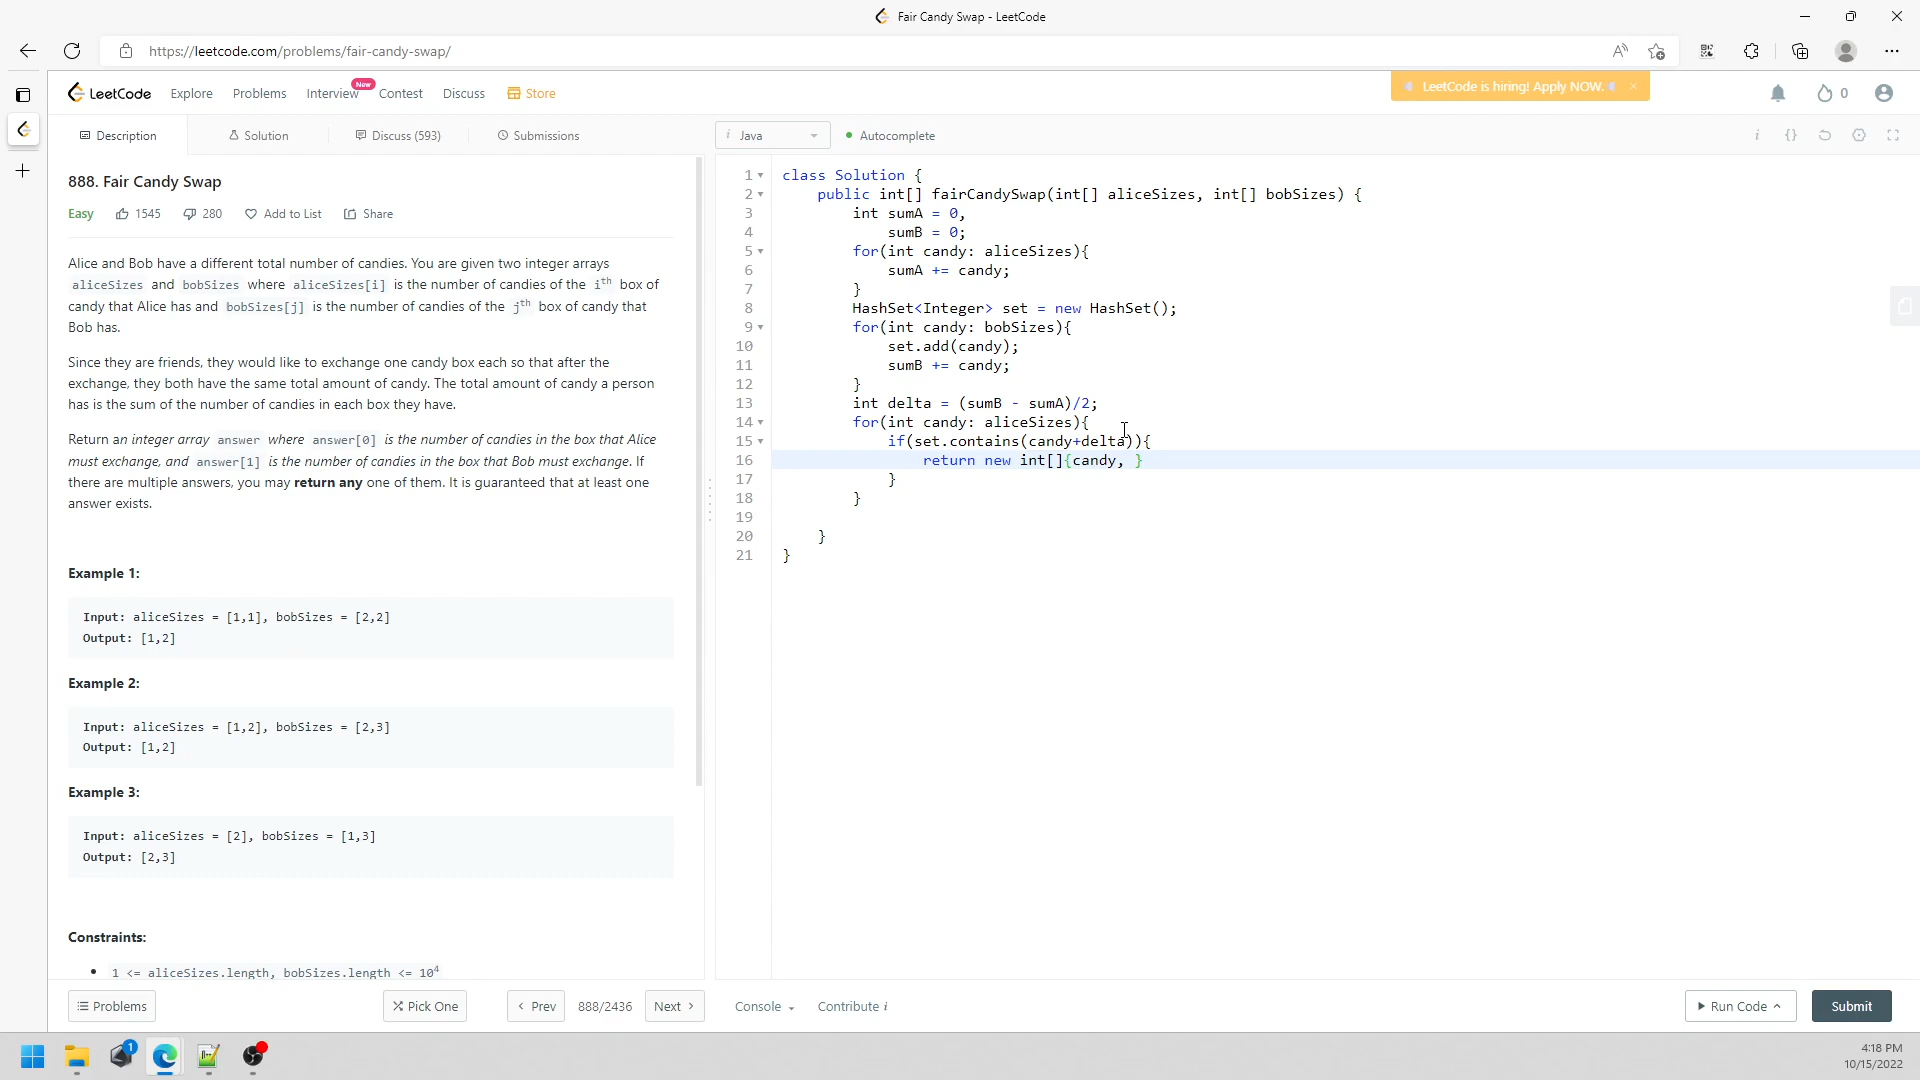 Fair Candy Swap - LeetCode
https://leetcode.com/problems/fair-candy-swap/
LeetCode
Explore
Problems
Interview
New
Contest
Discuss
Store
LeetCode is hiring! Apply NOW.
0
Description
Solution
Discuss (593)
Submissions
i Java
Autocomplete
888. Fair Candy Swap
Easy
1545
280
Add to List
Share
Alice and Bob have a different total number of candies. You are given two integer arrays
aliceSizes and bobSizes where aliceSizes[i] is the number of candies of the ith box of
candy that Alice has and bobSizes[j] is the number of candies of the jth box of candy that
Bob has.
Since they are friends, they would like to exchange one candy box each so that after the
exchange, they both have the same total amount of candy. The total amount of candy a person
has is the sum of the number of candies in each box they have.
Return an integer array answer where answer[0] is the number of candies in the box that Alice
must exchange, and answer[1] is the number of candies in the box that Bob must exchange. If
there are multiple answers, you may return any one of them. It is guaranteed that at least one
answer exists.
Example 1:
Input: aliceSizes = [1,1], bobSizes = [2,2]
Output: [1,2]
Example 2:
Input: aliceSizes = [1,2], bobSizes = [2,3]
Output: [1,2]
Example 3:
Input: aliceSizes = [2], bobSizes = [1,3]
Output: [2,3]
Constraints:
1 <= aliceSizes.length, bobSizes.length <= 10^4
1 class Solution {
2 public int[] fairCandySwap(int[] aliceSizes, int[] bobSizes) {
3 int sumA = 0,
4 sumB = 0;
5 for(int candy: aliceSizes){
6 sumA += candy;
7 }
8 HashSet<Integer> set = new HashSet();
9 for(int candy: bobSizes){
10 set.add(candy);
11 sumB += candy;
12 }
13 int delta = (sumB - sumA)/2;
14 for(int candy: aliceSizes){
15 if(set.contains(candy+delta)){
16 return new int[]{candy, }
17 }
18 }
19
20 }
21 }
Problems
Pick One
Prev
888/2436
Next
Console
Contribute i
Run Code
Submit
1
4:18 PM
10/15/2022